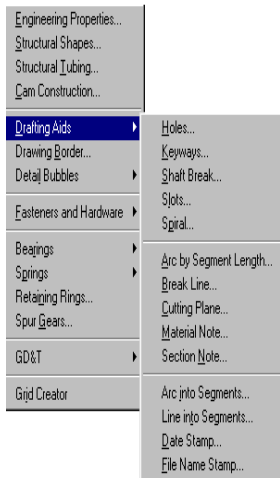 Engineering Properties...
Structural Shapes...
Structural Tubing...
Cam Construction...
Drafting Aids
Drawing Border...
Detail Bubbles
Fasteners and Hardware
Bearings
Springs
Retaining Rings...
Spur Gears...
GD&T
Grid Creator
Holes...
Keyways...
Shaft Break...
Slots...
Spiral...
Arc by Segment Length...
Break Line...
Cutting Plane...
Material Note...
Section Note...
Arc into Segments...
Line into Segments...
Date Stamp...
File Name Stamp...